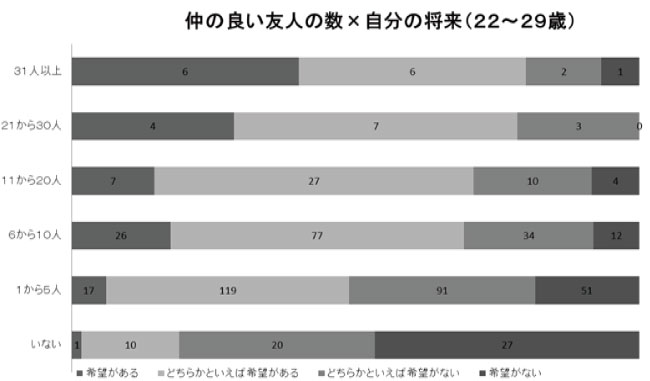 仲の良い友人の数×自分の将来（22～29歳）
31人以上 6 6 2 1
21から30人 4 7 3 0
11から20人 7 27 10 4
6から10人 26 77 34 12
1から5人 17 119 91 51
いない 1 10 20 27
■希望がある ■どちらかといえば希望がある ■どちらかといえば希望がない ■希望がない